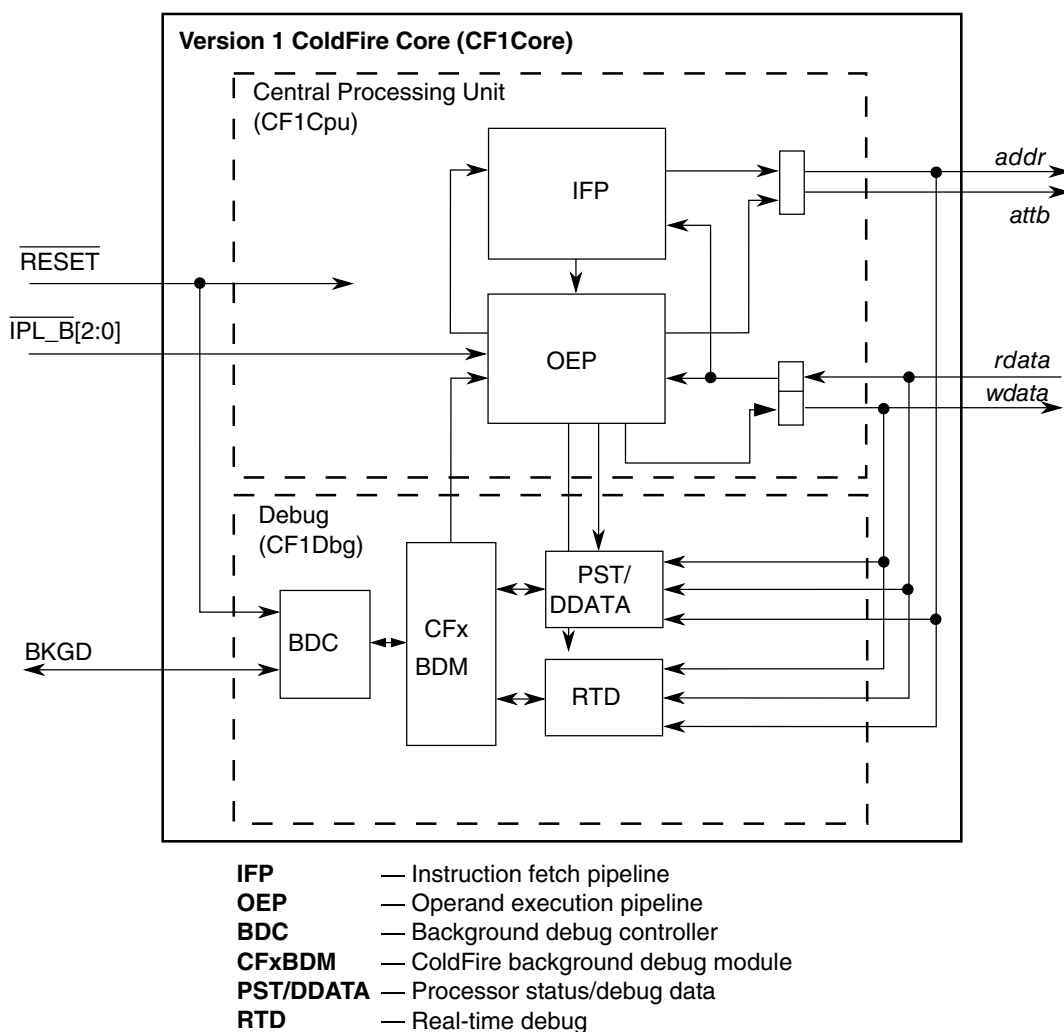 Version 1 ColdFire Core (CF1Core)
Central Processing Unit
(CF1Cpu)
IFP
addr
attb
RESET
IPL_B[2:0]
OEP
rdata
wdata
Debug
(CF1Dbg)
PST/
DDATA
CFx
BDM
BDC
BKGD
RTD
IFP — Instruction fetch pipeline
OEP — Operand execution pipeline
BDC — Background debug controller
CFxBDM — ColdFire background debug module
PST/DDATA — Processor status/debug data
RTD — Real-time debug